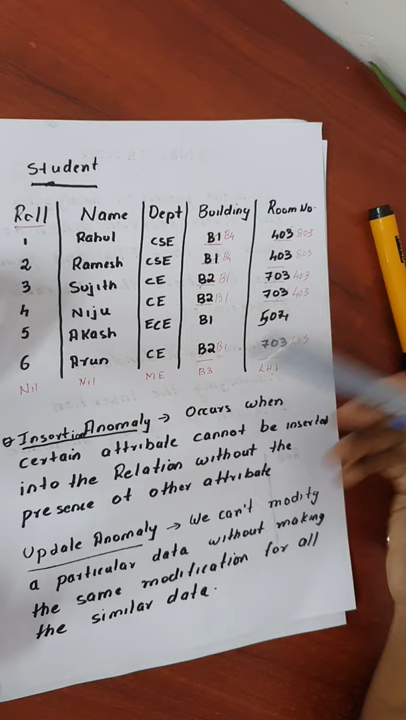 Student
Roll Name Dept Building Room No.
1 Rahul CSE B1 B4 403 803
2 Ramesh CSE B1 B4 403 803
3 Sujith CE B2 B1 703 403
4 Niju CE B2 B1 703 403
5 Akash ECE B1 507
6 Arun CE B2 B1 703 403
Nil Nil ME B3 LH1
Insertion Anomaly → Occurs when
certain attribute cannot be inserted
into the Relation without the
presence of other attribute
Update Anomaly → We can't modify
a particular data without making
the same modification for all
the similar data.